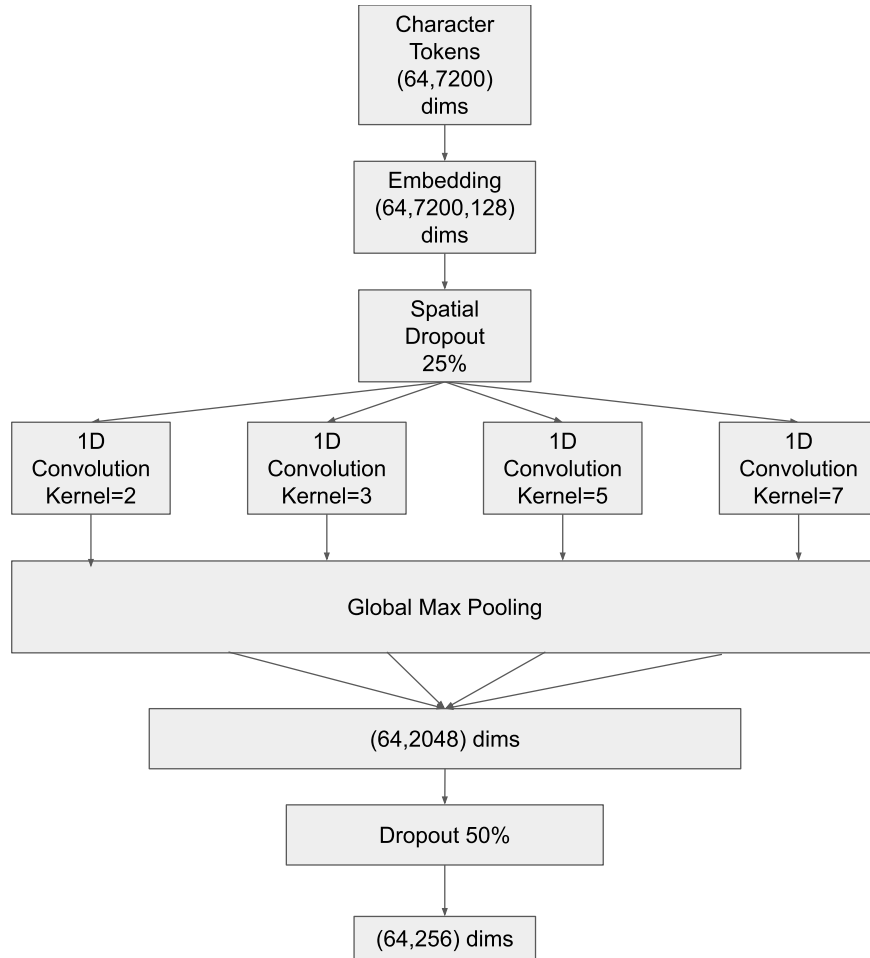 Character
Tokens
(64,7200)
dims
Embedding
(64,7200,128)
dims
Spatial
Dropout
25%
1D
Convolution
Kernel=2
1D
Convolution
Kernel=3
1D
Convolution
Kernel=5
1D
Convolution
Kernel=7
Global Max Pooling
(64,2048) dims
Dropout 50%
(64,256) dims